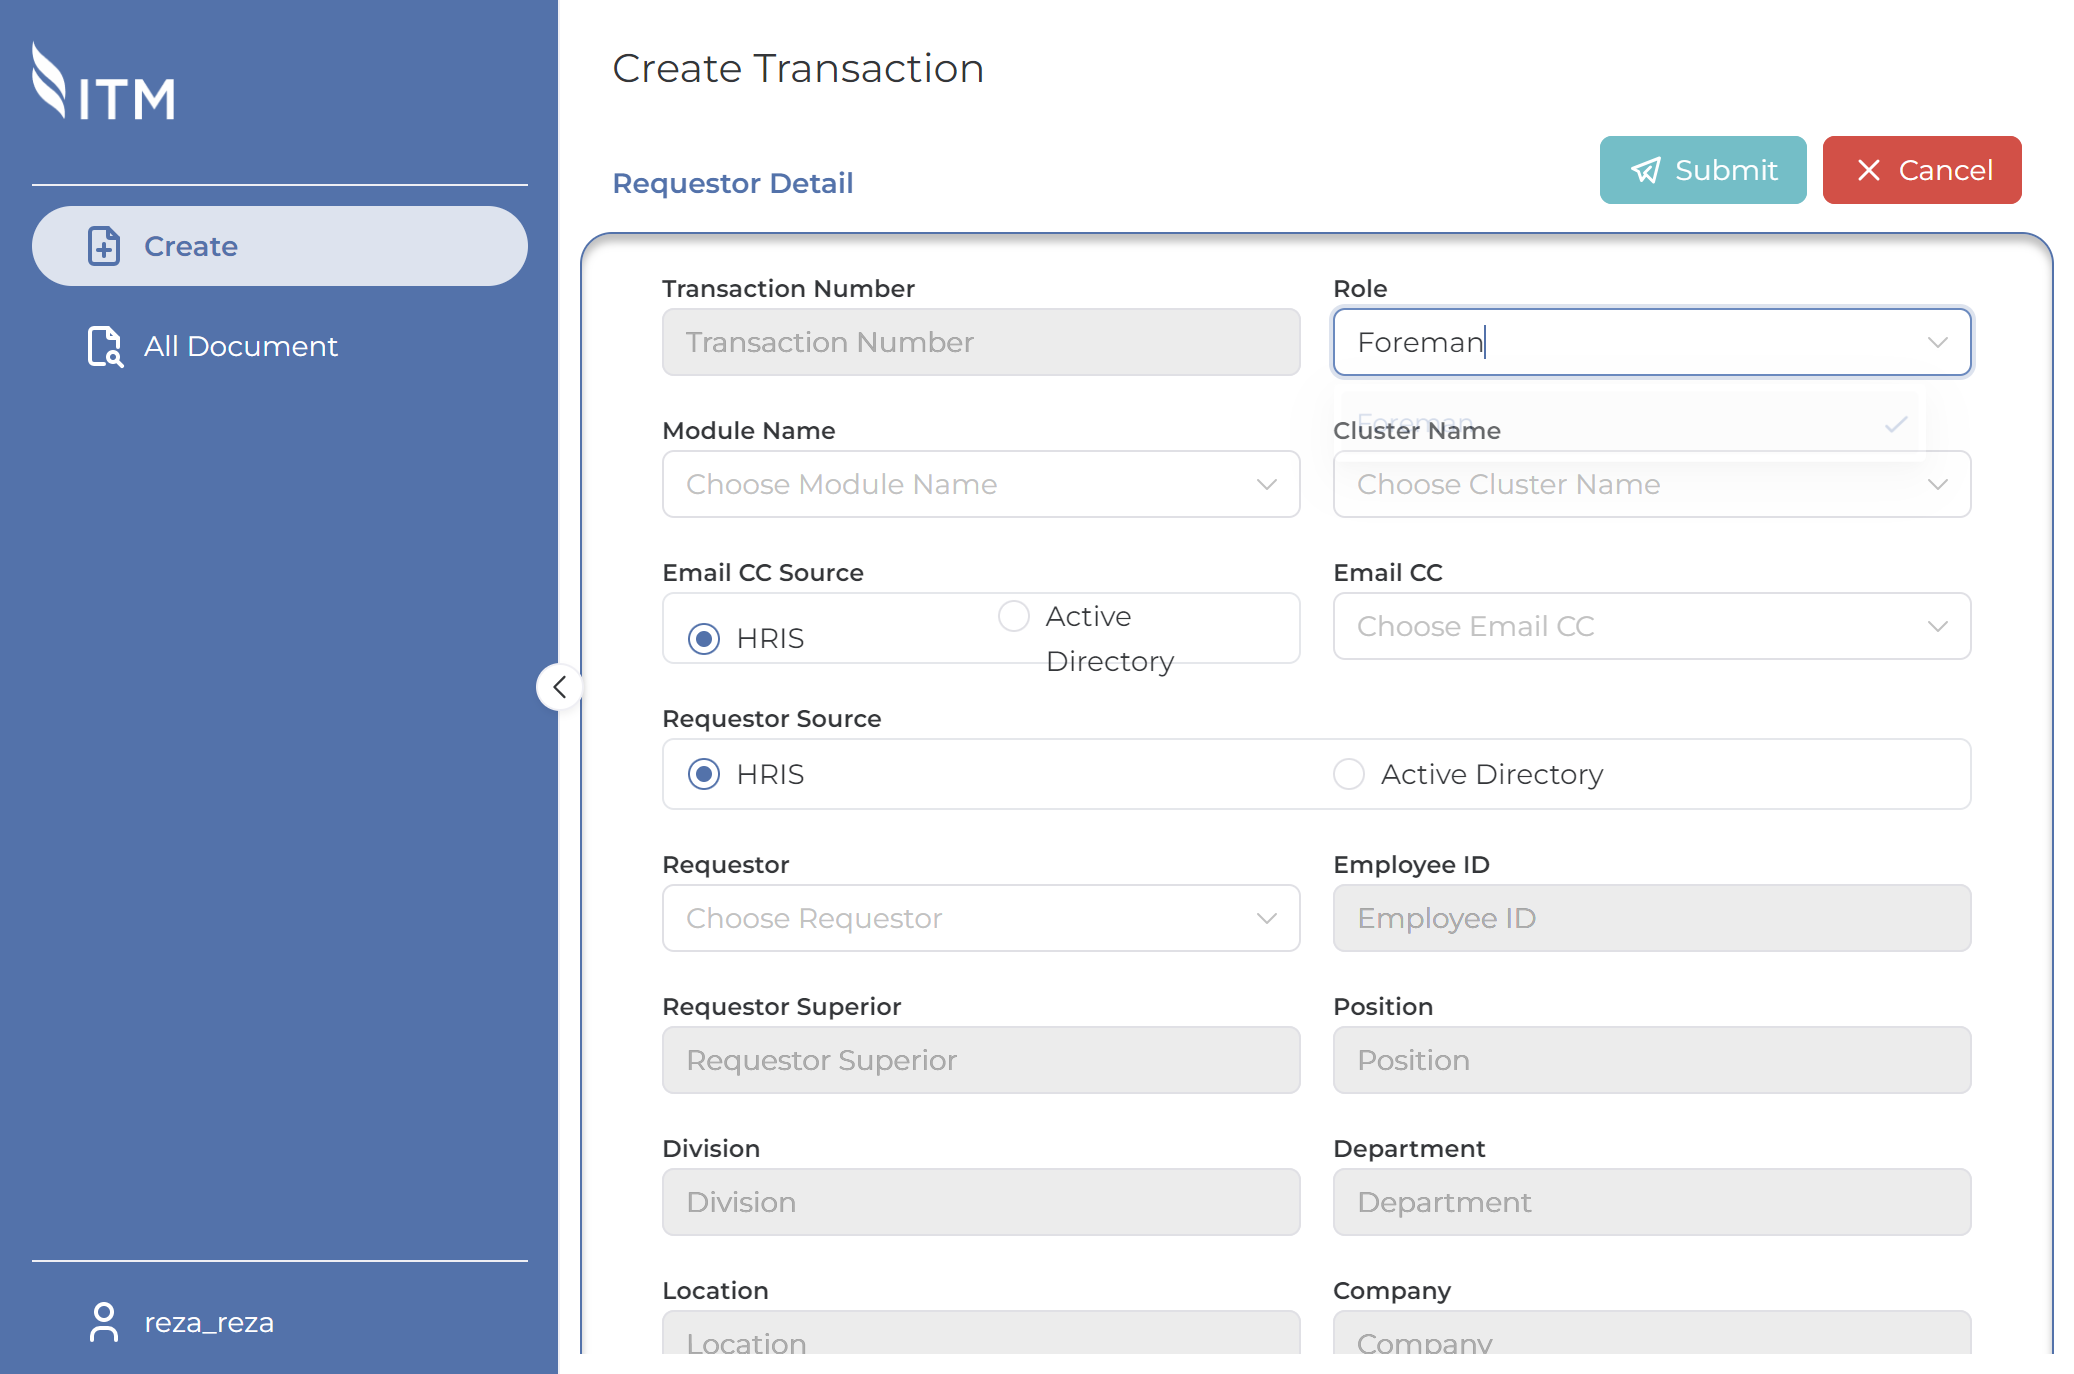 ITM
Create
All Document
reza_reza
Create Transaction
Requestor Detail
Submit
Cancel
Transaction Number
Transaction Number
Role
Foreman
Foreman
Module Name
Choose Module Name
Cluster Name
Choose Cluster Name
Email CC Source
HRIS
Active
Directory
Email CC
Choose Email CC
Requestor Source
HRIS
Active Directory
Requestor
Choose Requestor
Employee ID
Employee ID
Requestor Superior
Requestor Superior
Position
Position
Division
Division
Department
Department
Location
Location
Company
Company